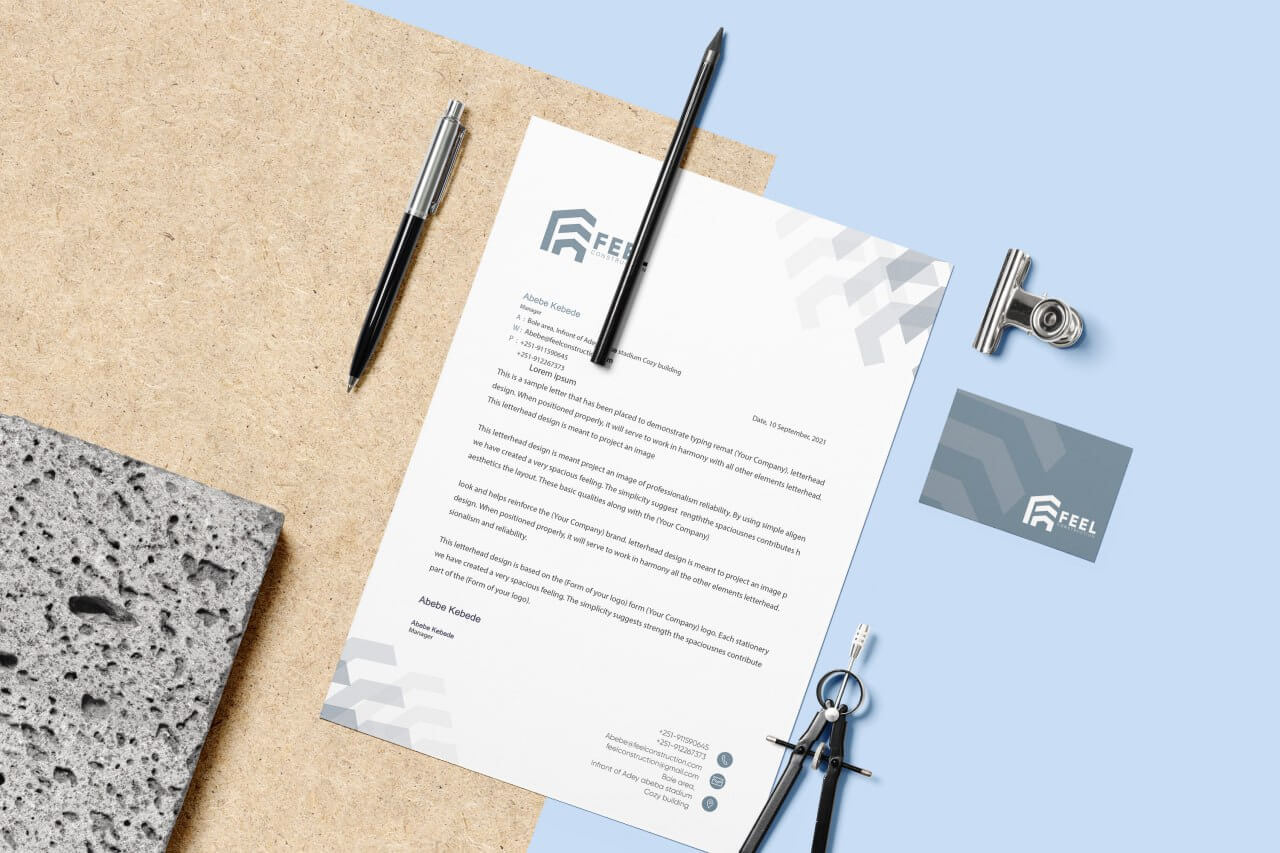 FEEL
Abebe Kebede
Manager
A : Bole area, Infront of Adey stadium Cozy building
W : Abebe@feelconstruction
P : +251-911590645
+251-912267373
Lorem Ipsum
Date, 10 September, 2021
This is a sample letter that has been placed to demonstrate typing remat (Your Company), letterhead
design. When positioned properly, it will serve to work in harmony with all other elements letterhead.
This letterhead design is meant to project an image
This letterhead design is meant project an image of professionalism reliability. By using simple aligen
we have created a very spacious feeling. The simplicity suggest rengththe spaciousnes contributes h
aesthetics the layout. These basic qualities along with the (Your Company)
look and helps reinforce the (Your Company) brand. letterhead design is meant to project an image p
design. When positioned properly, it will serve to work in harmony all the other elements letterhead.
sionalism and reliability.
This letterhead design is based on the (Form of your logo) form (Your Company) logo. Each stationery
we have created a very spacious feeling. The simplicity suggests strength the spaciousnes contribute
part of the (Form of your logo).
Abebe Kebede
Abebe Kebede
Manager
+251-911590645
+251-912267373
Abebe@feelconstruction.com
feelconstruction@gmail.com
Bole area,
infront of Adey abeba stadium
Cozy building
FEEL